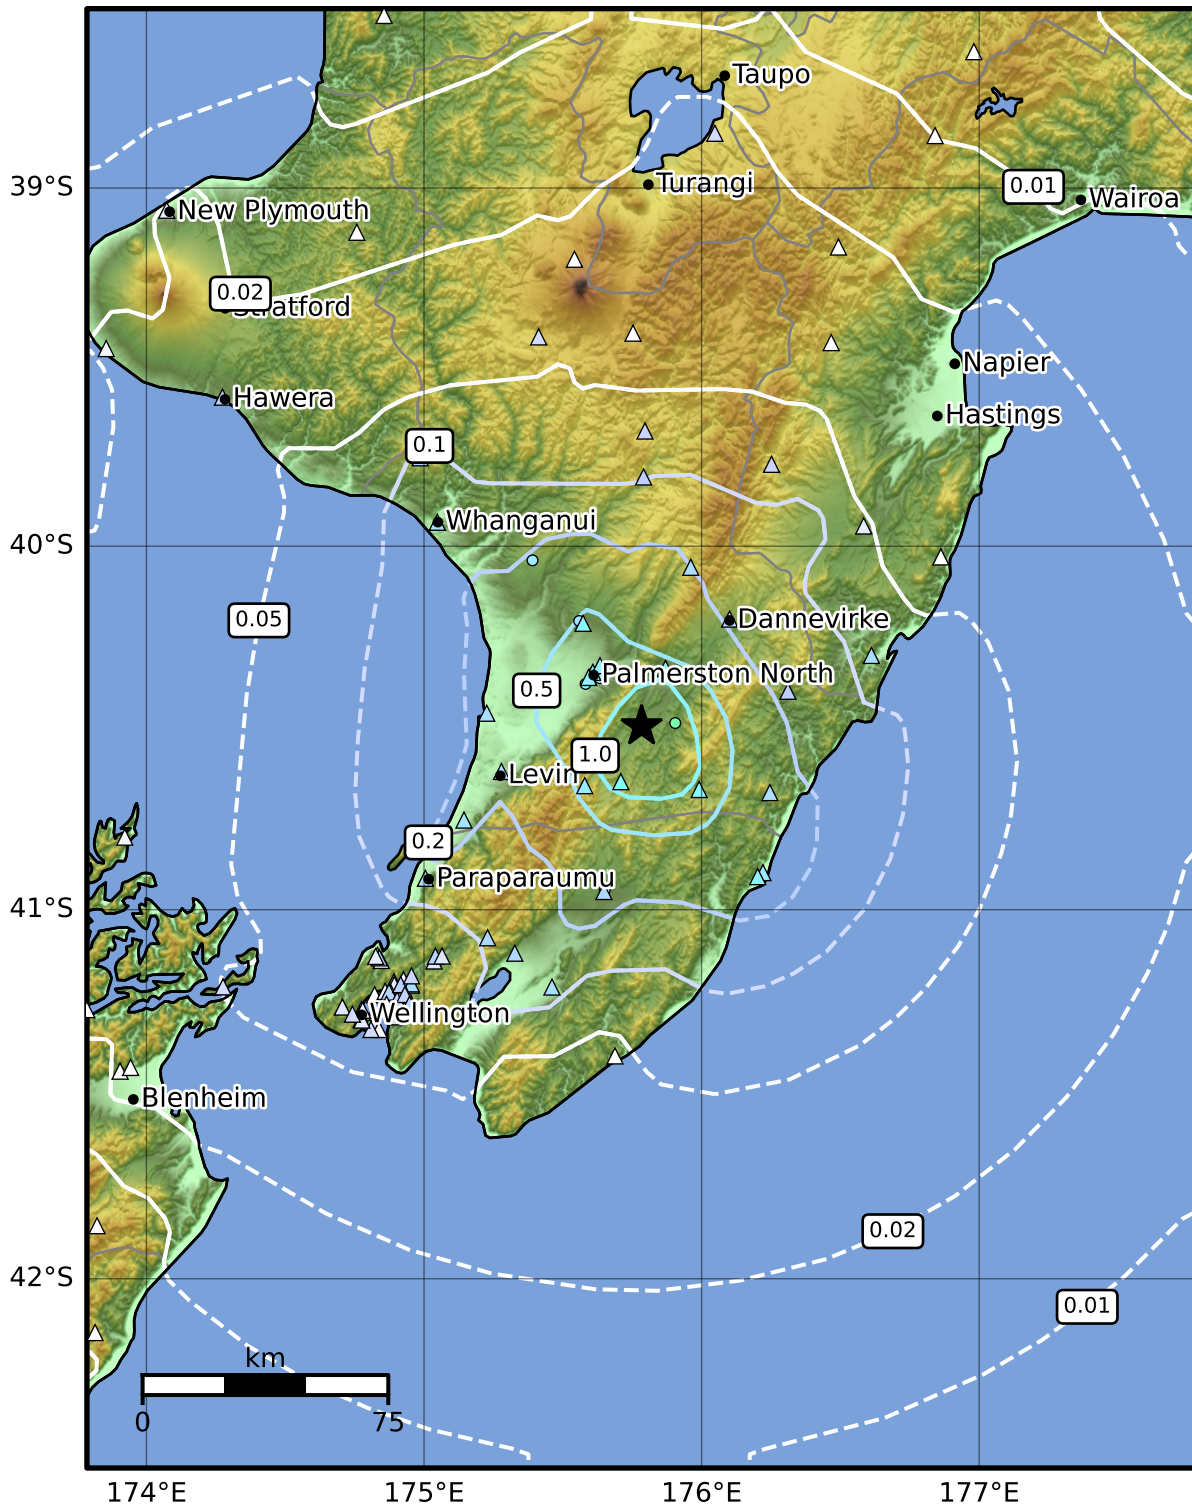 Taupo
Turangi
39°S
0.01
Wairoa
New Plymouth
0.02
Stratford
Napier
Hawera
Hastings
0.1
Whanganui
40°S
0.05
Dannevirke
Palmerston North
0.5
1.0
Levin
0.2
Paraparaumu
41°S
Wellington
Blenheim
0.02
42°S
0.01
km
0 75
174°E 175°E 176°E 177°E